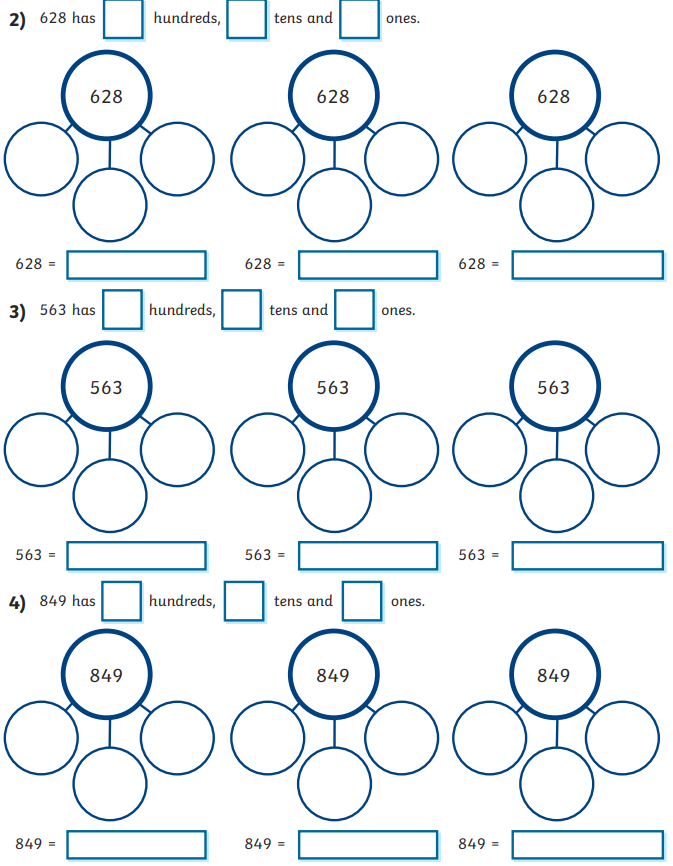 2) 628 has hundreds, tens and ones.
628 628 628
628 = 628 = 628 =
3) 563 has hundreds, tens and ones.
563 563 563
563 = 563 = 563 =
4) 849 has hundreds, tens and ones.
849 849 849
849 = 849 = 849 =